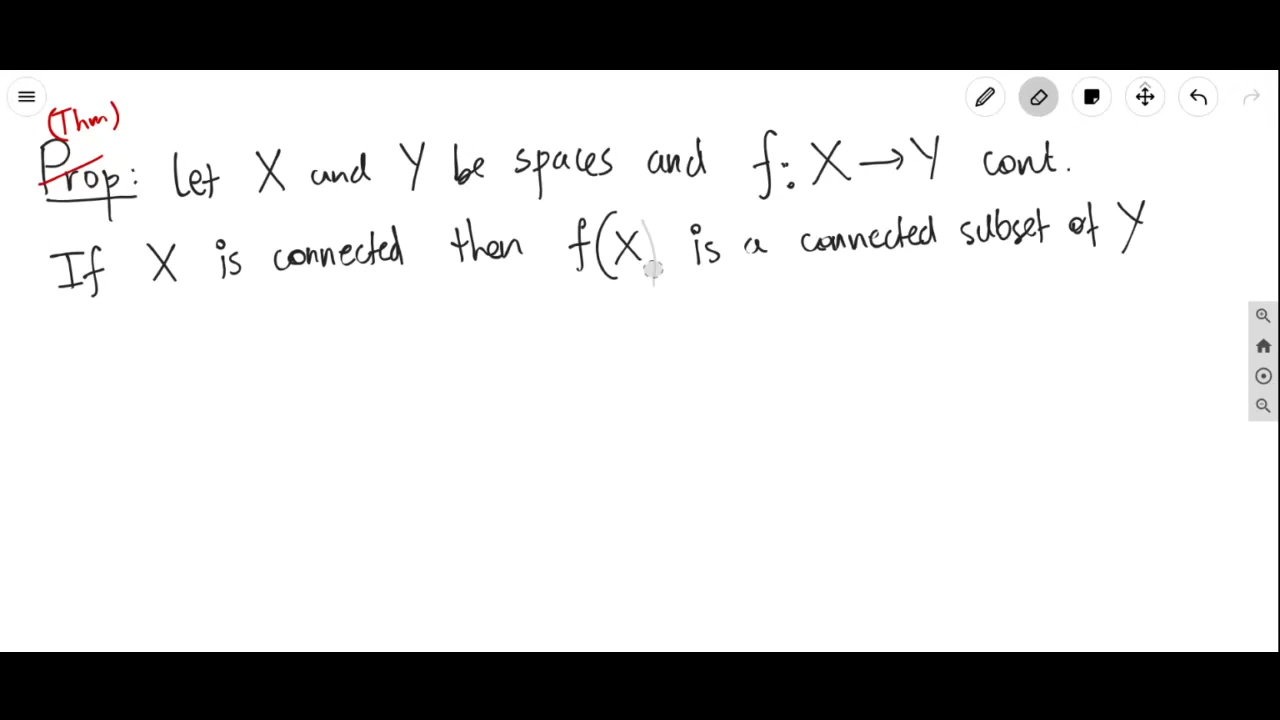 (Thm)
Prop: Let X and Y be spaces and f: X → Y cont.
If X is connected then f(X) is a connected subset of Y